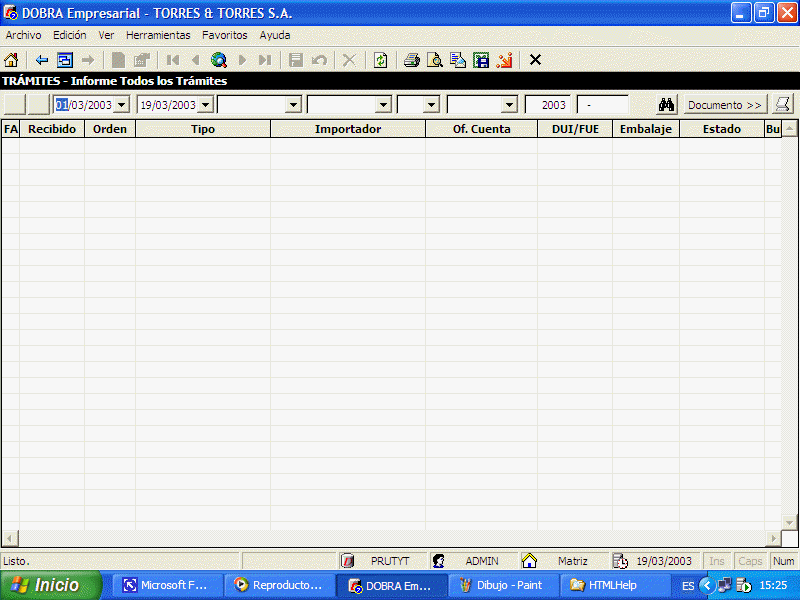 DOBRA Empresarial - TORRES & TORRES S.A.
Archivo Edición Ver Herramientas Favoritos Ayuda
TRÁMITES - Informe Todos los Trámites
01/03/2003 19/03/2003 2003 - Documento >>
FA Recibido Orden Tipo Importador Of. Cuenta DUI/FUE Embalaje Estado Bu
Listo. PRUTYT ADMIN Matriz 19/03/2003 Ins Caps Num
Inicio Microsoft F... Reproducto... DOBRA Em... Dibujo - Paint HTMLHelp ES 15:25